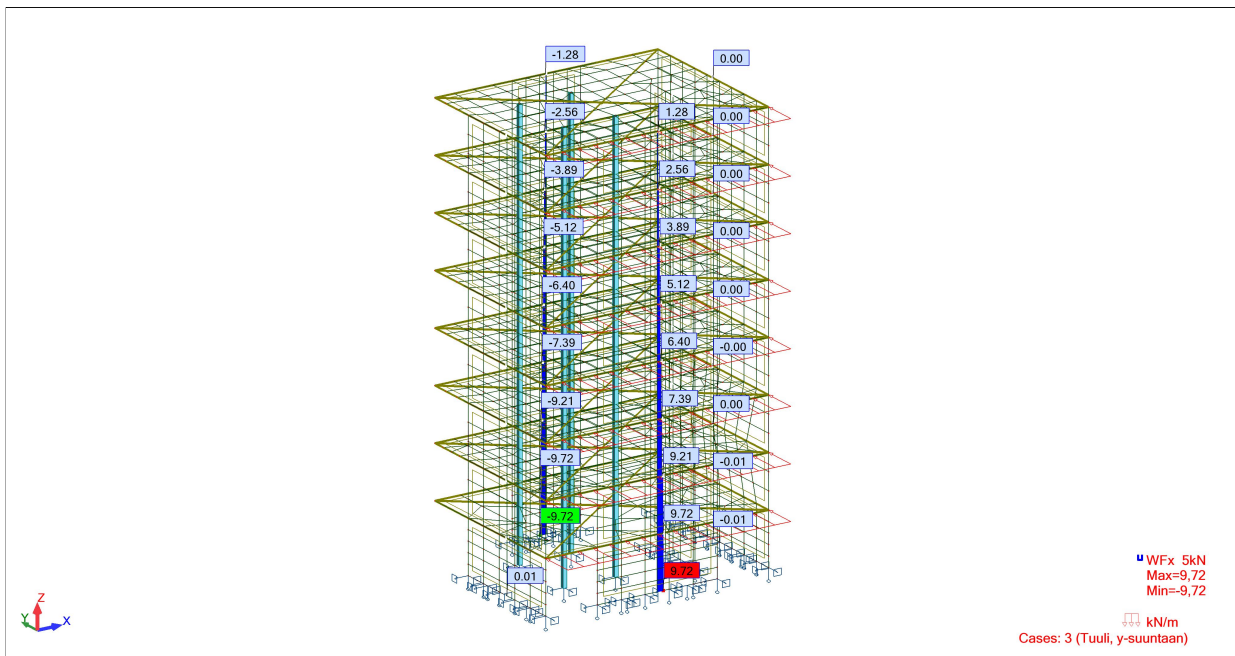 -1.28 0.00
-2.56 1.28 0.00
-3.89 2.56 0.00
-5.12 3.89 0.00
-6.40 5.12 0.00
-7.39 6.40 -0.00
-9.21 7.39 0.00
-9.72 9.21 -0.01
-9.72 9.72 -0.01
0.01 9.72
WFx 5kN
Max=9,72
Min=-9,72
kN/m
Cases: 3 (Tuuli, y-suuntaan)
Z
Y
X